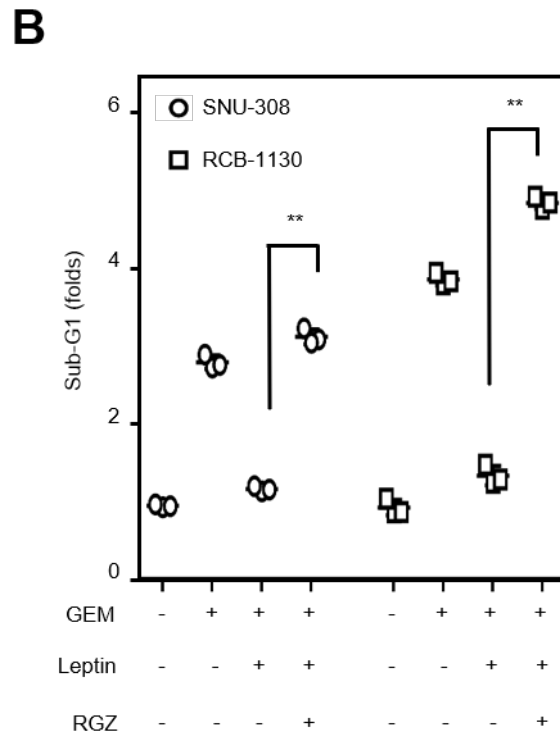 B
6
SNU-308
**
RCB-1130
**
4
Sub-G1 (folds)
2
0
GEM - + + + - + + +
Leptin - - + + - - + +
RGZ - - - + - - - +